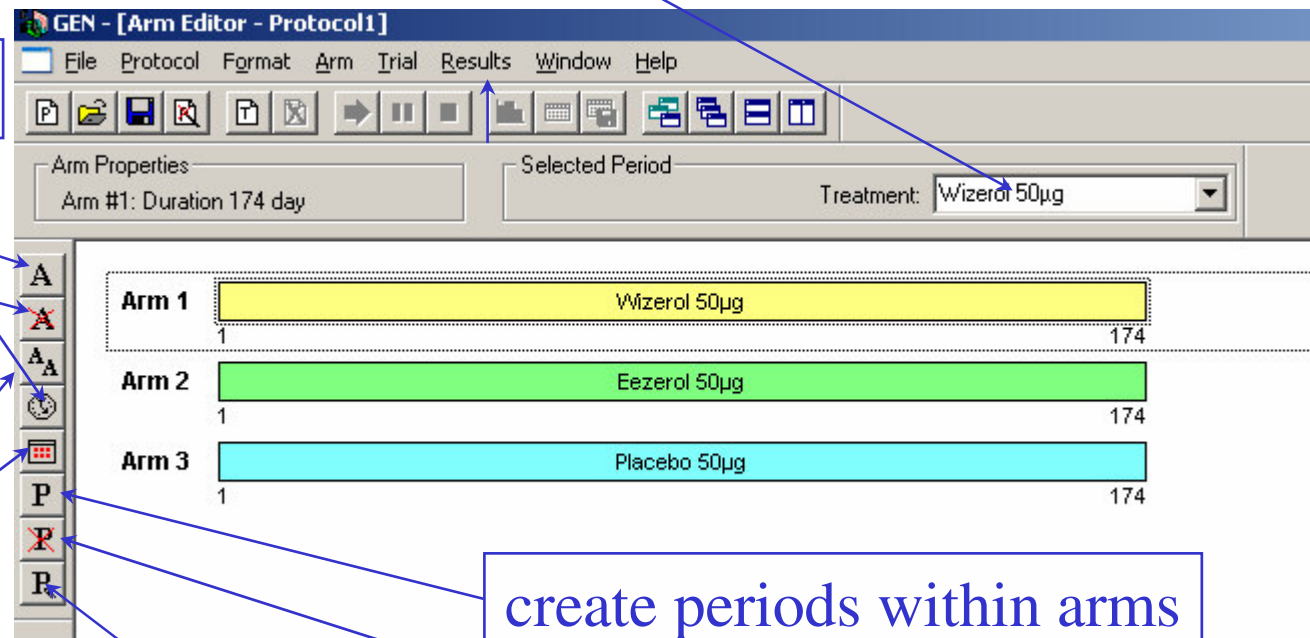 GEN - [Arm Editor - Protocol1]
File Protocol Format Arm Trial Results Window Help
P T
Arm Properties
Arm #1: Duration 174 day
Selected Period
Treatment: Wizerol 50µg
A
A
AA
P
P
P
Arm 1 Wizerol 50µg
1 174
Arm 2 Eezerol 50µg
1 174
Arm 3 Placebo 50µg
1 174
create periods within arms